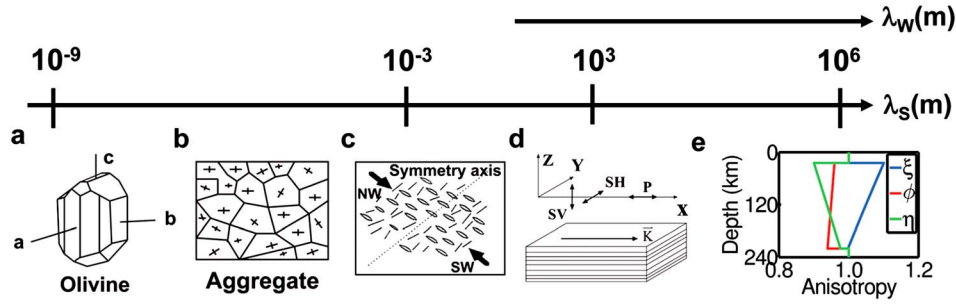 λW(m)
10-9
10-3
10³
10⁶
λS(m)
a
c
a
b
Olivine
b
Aggregate
c
Symmetry axis
NW
SW
d
Z
Y
SH
P
SV
X
K
e
0
120
240
Depth (km)
ξ
ϕ
η
0.8
1.0
1.2
Anisotropy